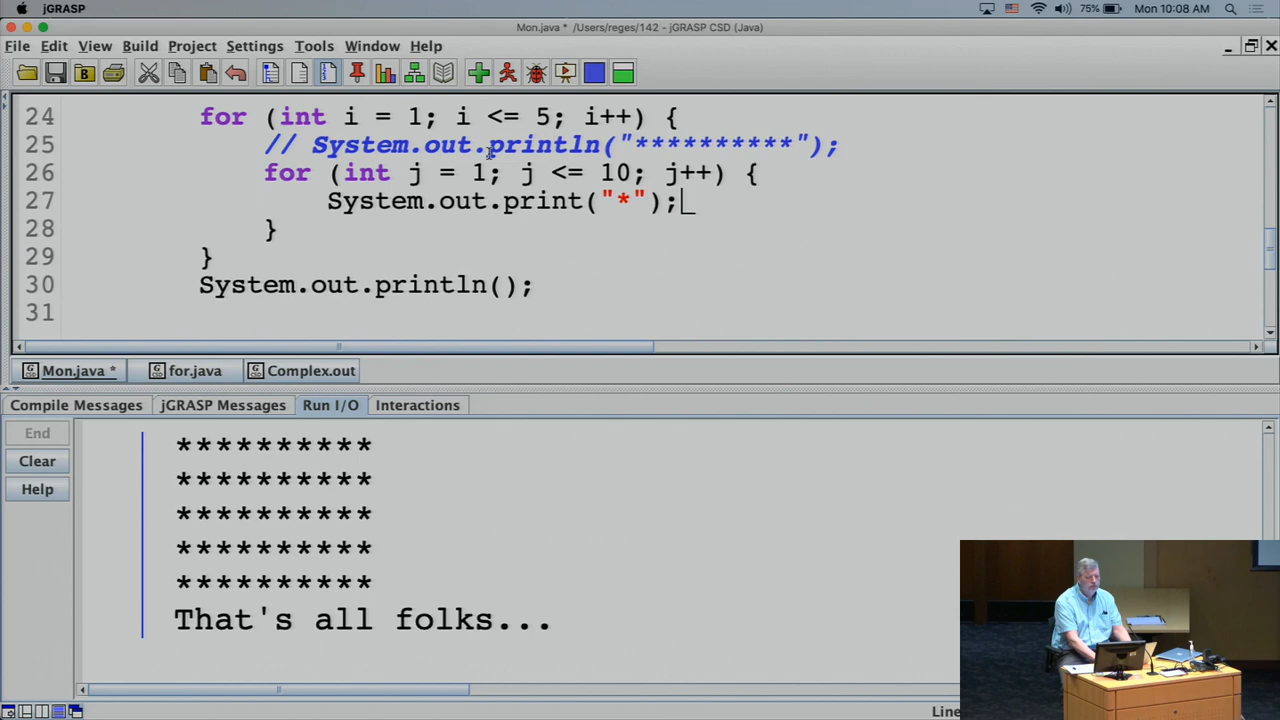 jGRASP
75%
Mon 10:08 AM
Mon.java * /Users/reges/142 - jGRASP CSD (Java)
File Edit View Build Project Settings Tools Window Help
24 for (int i = 1; i <= 5; i++) {
25 // System.out.println("**********");
26 for (int j = 1; j <= 10; j++) {
27 System.out.print("*");
28 }
29 }
30 System.out.println();
31
Mon.java * for.java Complex.out
Compile Messages jGRASP Messages Run I/O Interactions
End
Clear
Help
**********
**********
**********
**********
**********
That's all folks...